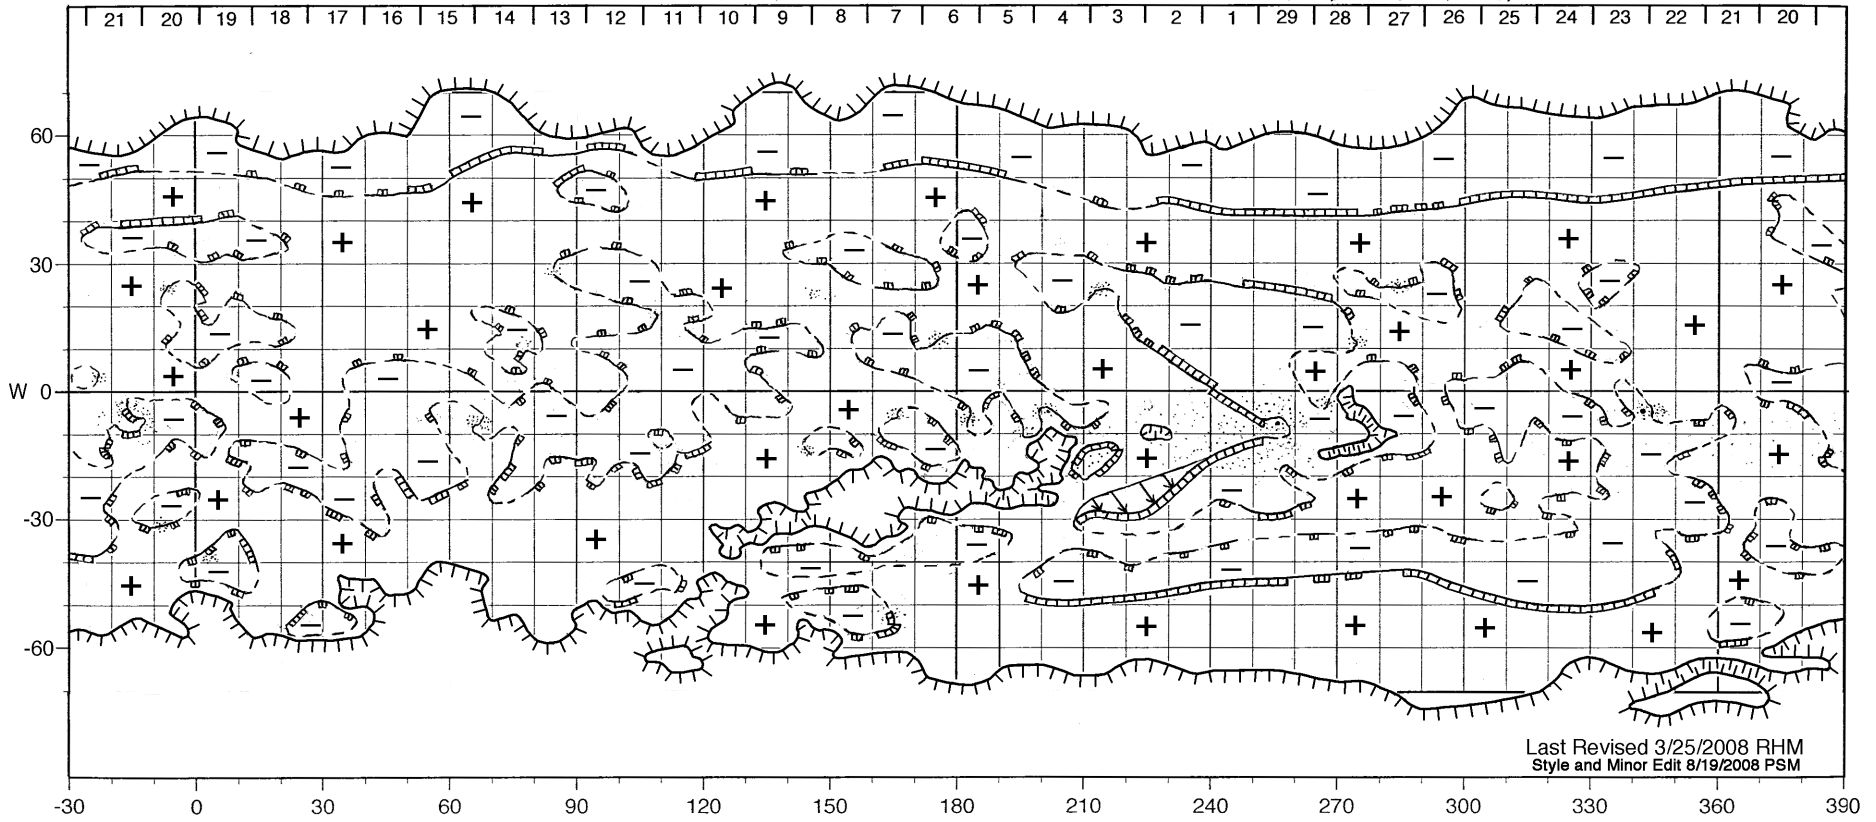 21 20 19 18 17 16 15 14 13 12 11 10 9 8 7 6 5 4 3 2 1 29 28 27 26 25 24 23 22 21 20
60
30
W 0
-30
-60
Last Revised 3/25/2008 RHM
Style and Minor Edit 8/19/2008 PSM
-30 0 30 60 90 120 150 180 210 240 270 300 330 360 390